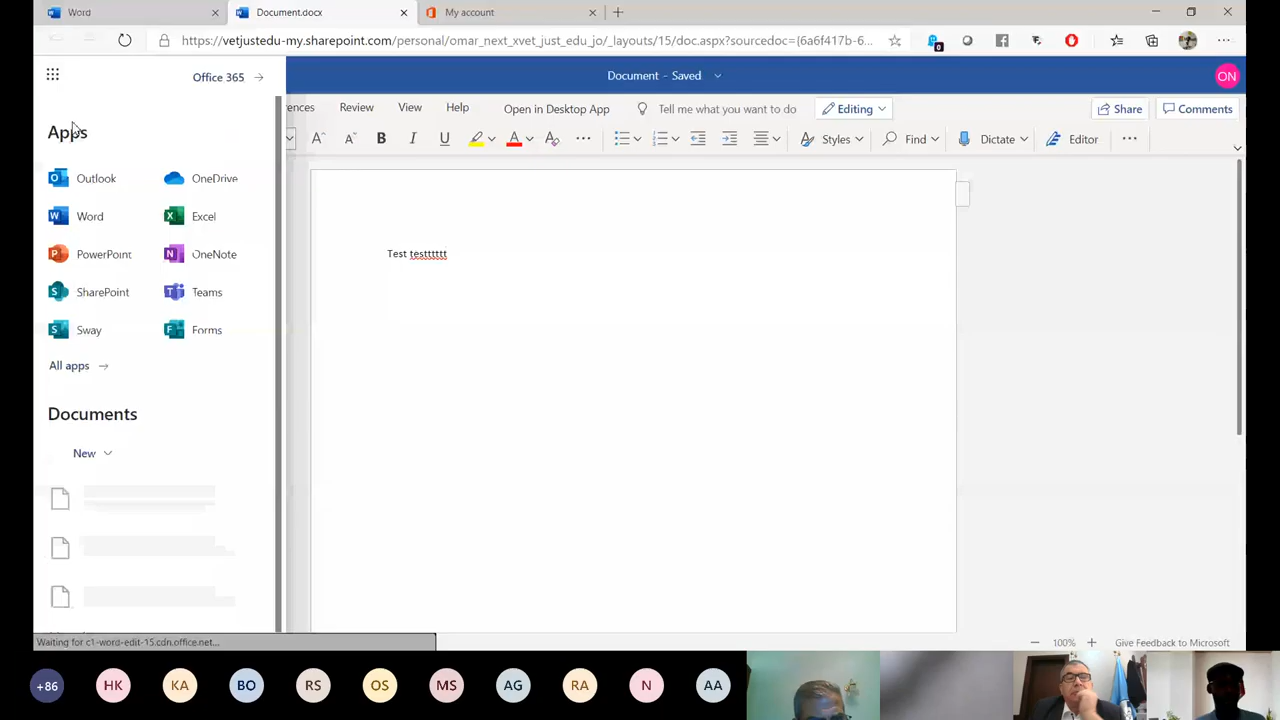 Word
Document.docx
My account
https://vetjustedu-my.sharepoint.com/personal/omar_next_xvet_just_edu_jo/_layouts/15/doc.aspx?sourcedoc={6a6f417b-6...
0
Office 365
Document - Saved
ON
Apps
ences Review View Help Open in Desktop App Tell me what you want to do Editing Share Comments
A A B I U A A Styles Find Dictate Editor
Outlook OneDrive
Word Excel
PowerPoint OneNote
SharePoint Teams
Sway Forms
All apps
Documents
New
Test testttttt
Waiting for c1-word-edit-15.cdn.office.net...
100% Give Feedback to Microsoft
+86 HK KA BO RS OS MS AG RA N AA